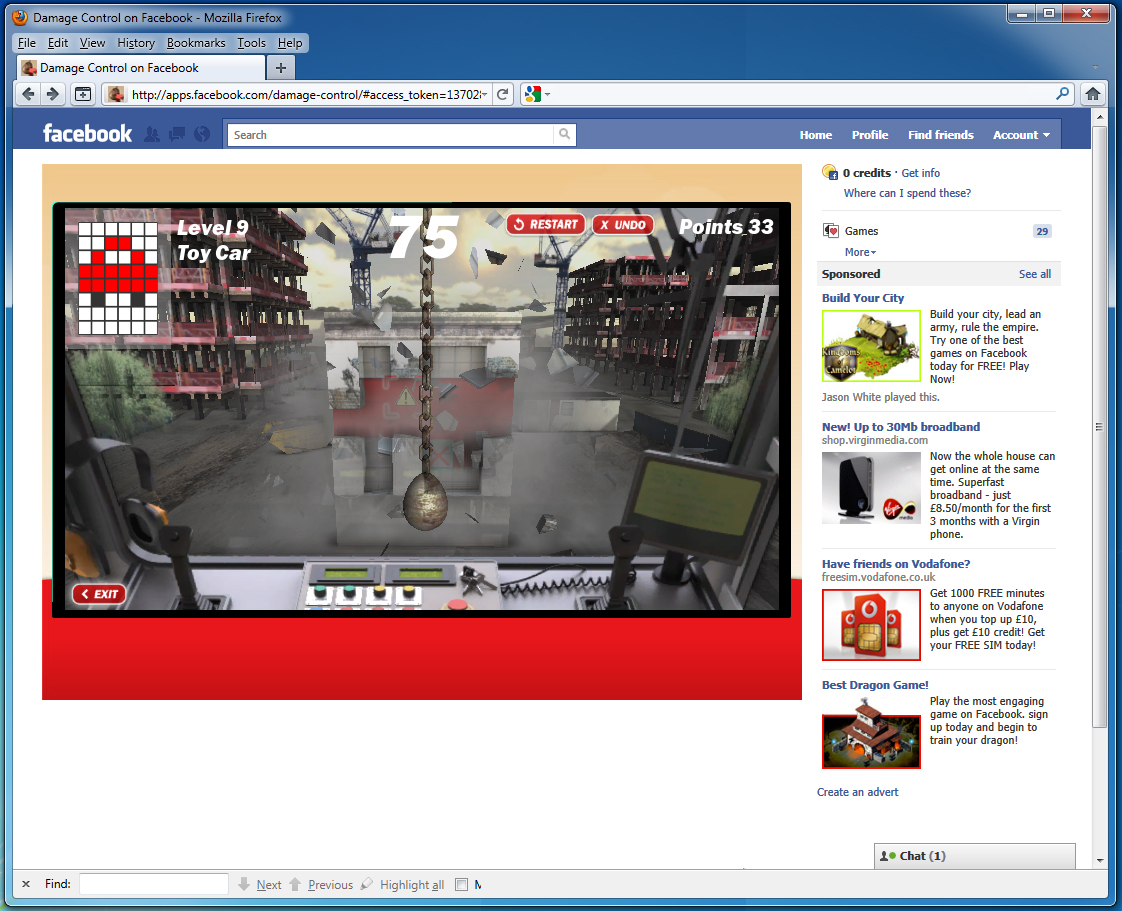 Damage Control on Facebook - Mozilla Firefox
File Edit View History Bookmarks Tools Help
Damage Control on Facebook
http://apps.facebook.com/damage-control/#access_token=13702
facebook
Search
Home Profile Find friends Account
Level 9
Toy Car
75
RESTART
X UNDO
Points 33
EXIT
0 credits · Get info
Where can I spend these?
Games
29
More
Sponsored
See all
Build Your City
Kingdoms
Camelot
Build your city, lead an
army, rule the empire.
Try one of the best
games on Facebook
today for FREE! Play
Now!
Jason White played this.
New! Up to 30Mb broadband
shop.virginmedia.com
Virgin
media
Now the whole house can
get online at the same
time. Superfast
broadband - just
£8.50/month for the first
3 months with a Virgin
phone.
Have friends on Vodafone?
freesim.vodafone.co.uk
Get 1000 FREE minutes
to anyone on Vodafone
when you top up £10,
plus get £10 credit! Get
your FREE SIM today!
Best Dragon Game!
Play the most engaging
game on Facebook. sign
up today and begin to
train your dragon!
Create an advert
Chat (1)
x Find: Next Previous Highlight all M